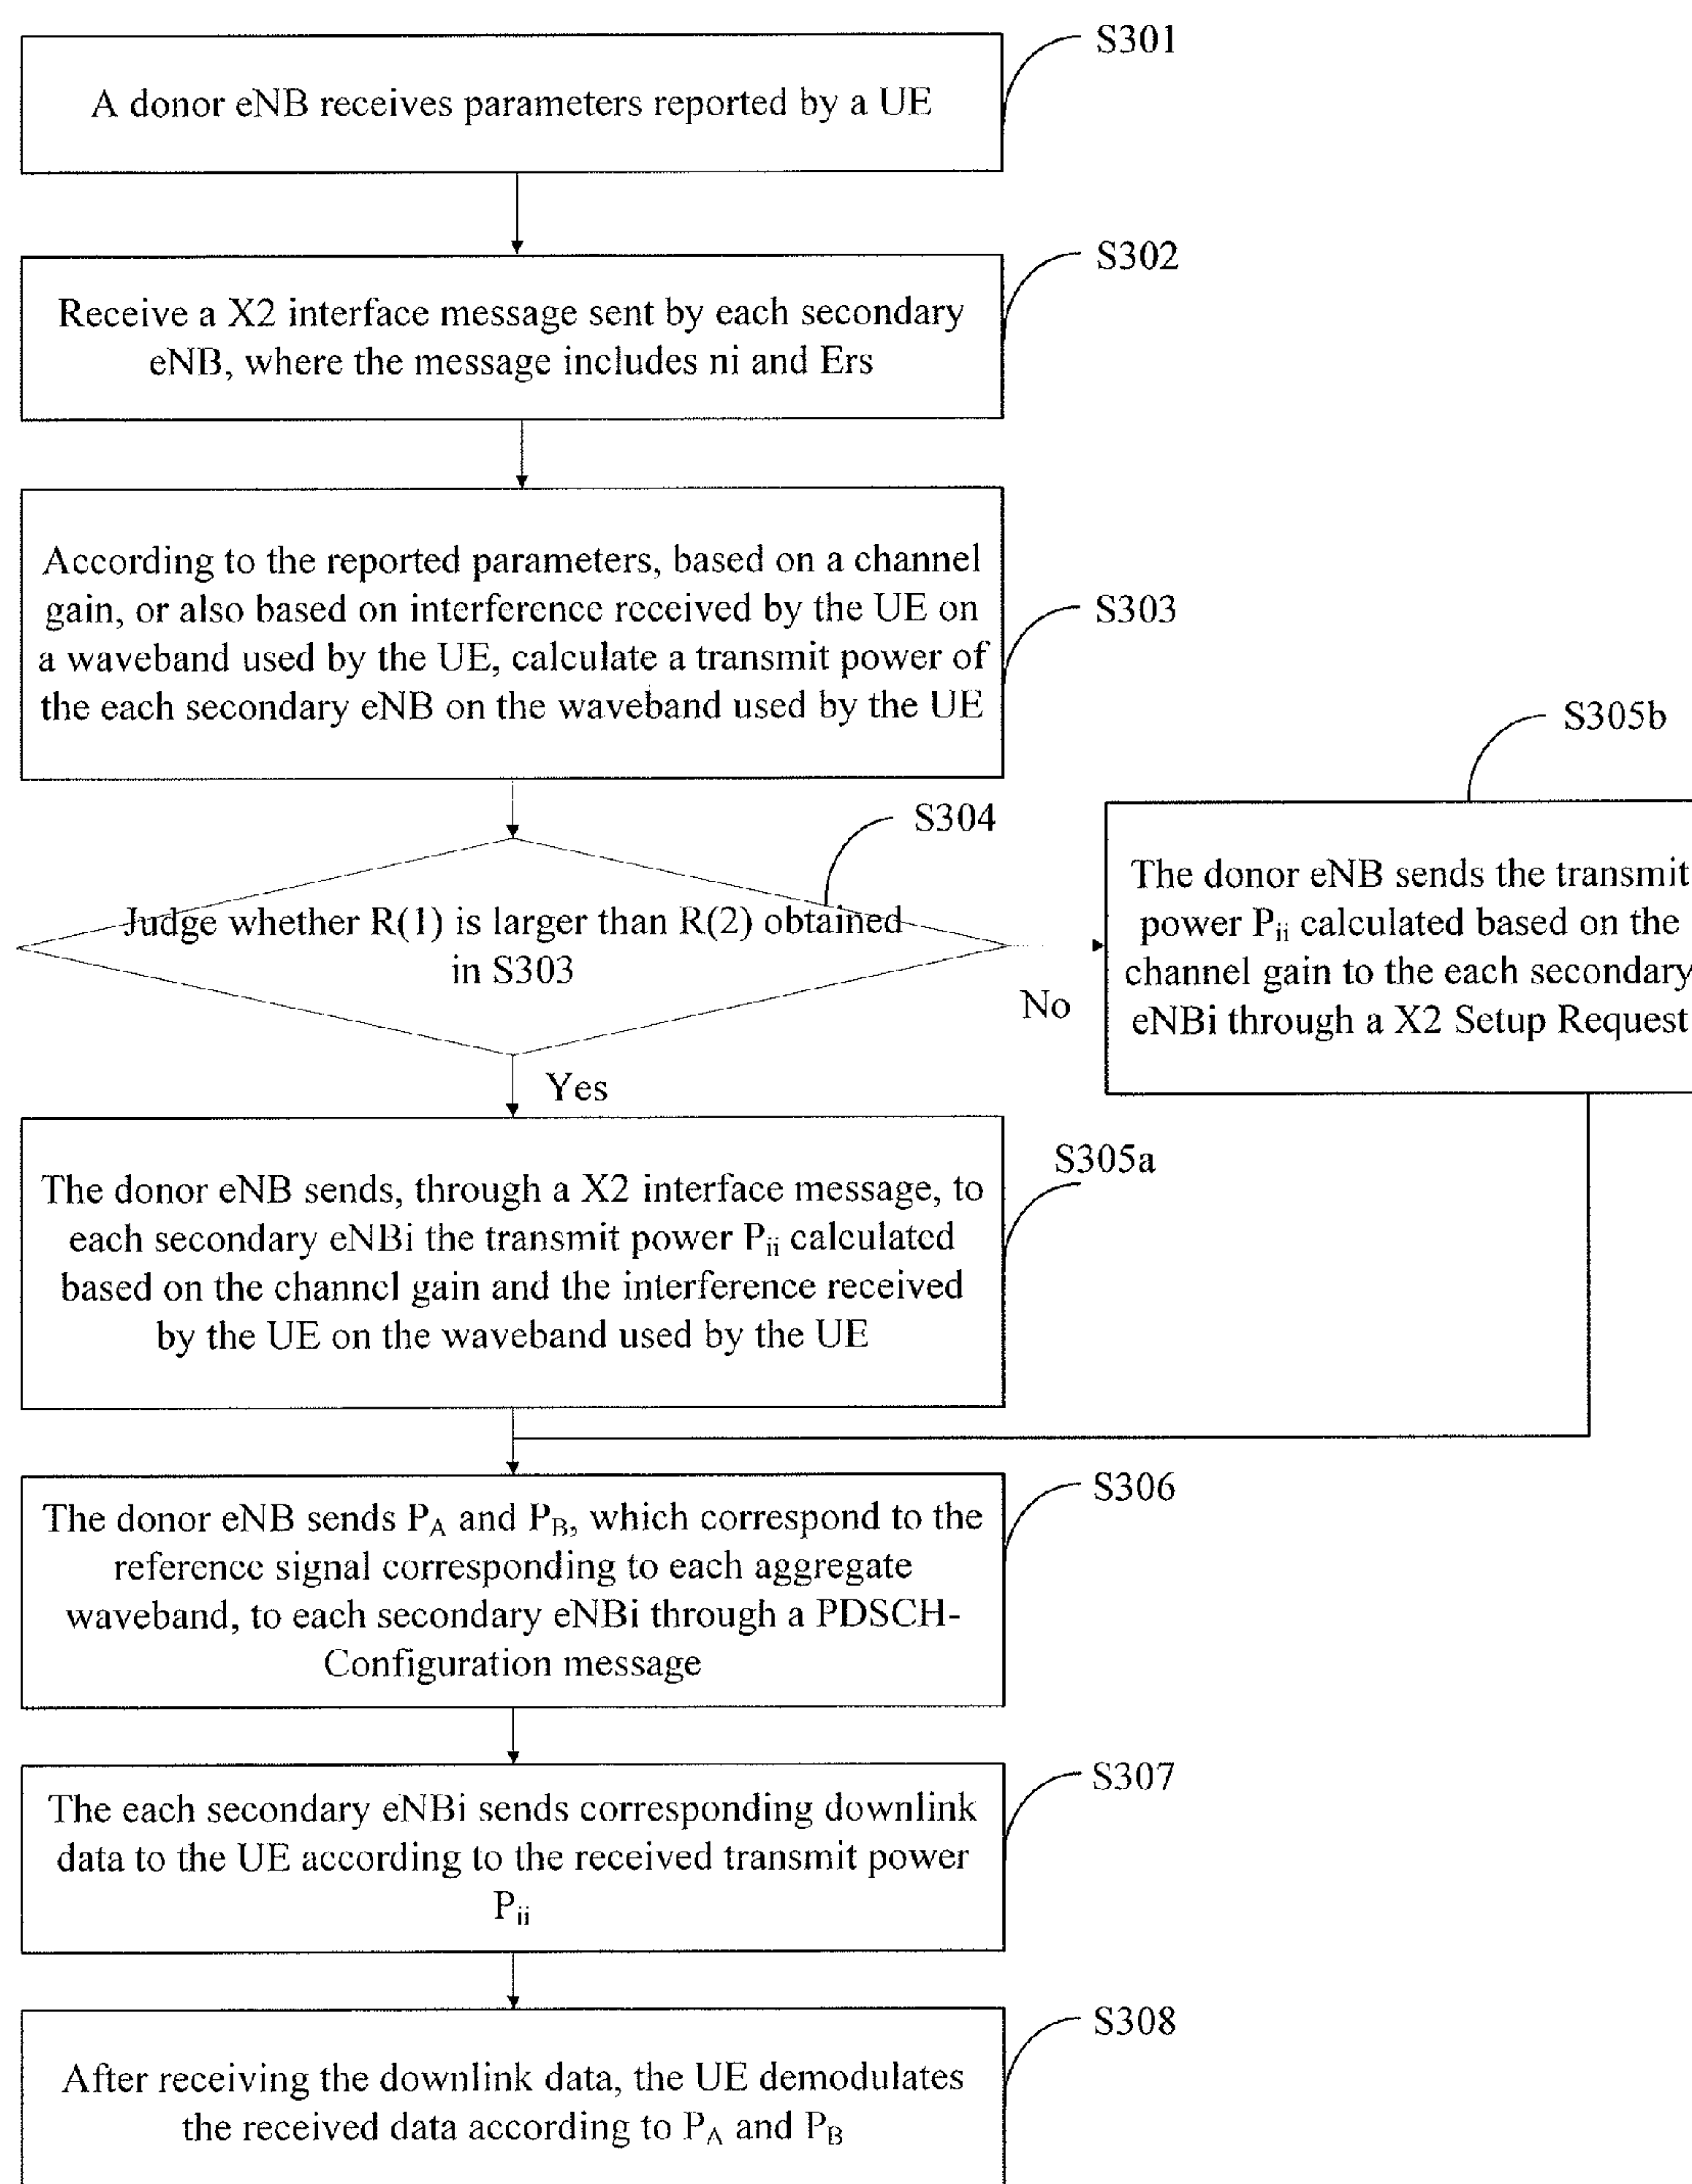 S301
A donor eNB receives parameters reported by a UE
S302
Receive a X2 interface message sent by each secondary
eNB, where the message includes ni and Ers
According to the reported parameters, based on a channel
gain, or also based on interference received by the UE on
a waveband used by the UE, calculate a transmit power of
the each secondary eNB on the waveband used by the UE
S303
S304
Judge whether R(1) is larger than R(2) obtained
in S303
No
Yes
S305b
The donor eNB sends the transmit
power Pii calculated based on the
channel gain to the each secondary
eNBi through a X2 Setup Request
S305a
The donor eNB sends, through a X2 interface message, to
each secondary eNBi the transmit power Pii calculated
based on the channel gain and the interference received
by the UE on the waveband used by the UE
S306
The donor eNB sends PA and PB, which correspond to the
reference signal corresponding to each aggregate
waveband, to each secondary eNBi through a PDSCH-
Configuration message
S307
The each secondary eNBi sends corresponding downlink
data to the UE according to the received transmit power
Pii
S308
After receiving the downlink data, the UE demodulates
the received data according to PA and PB